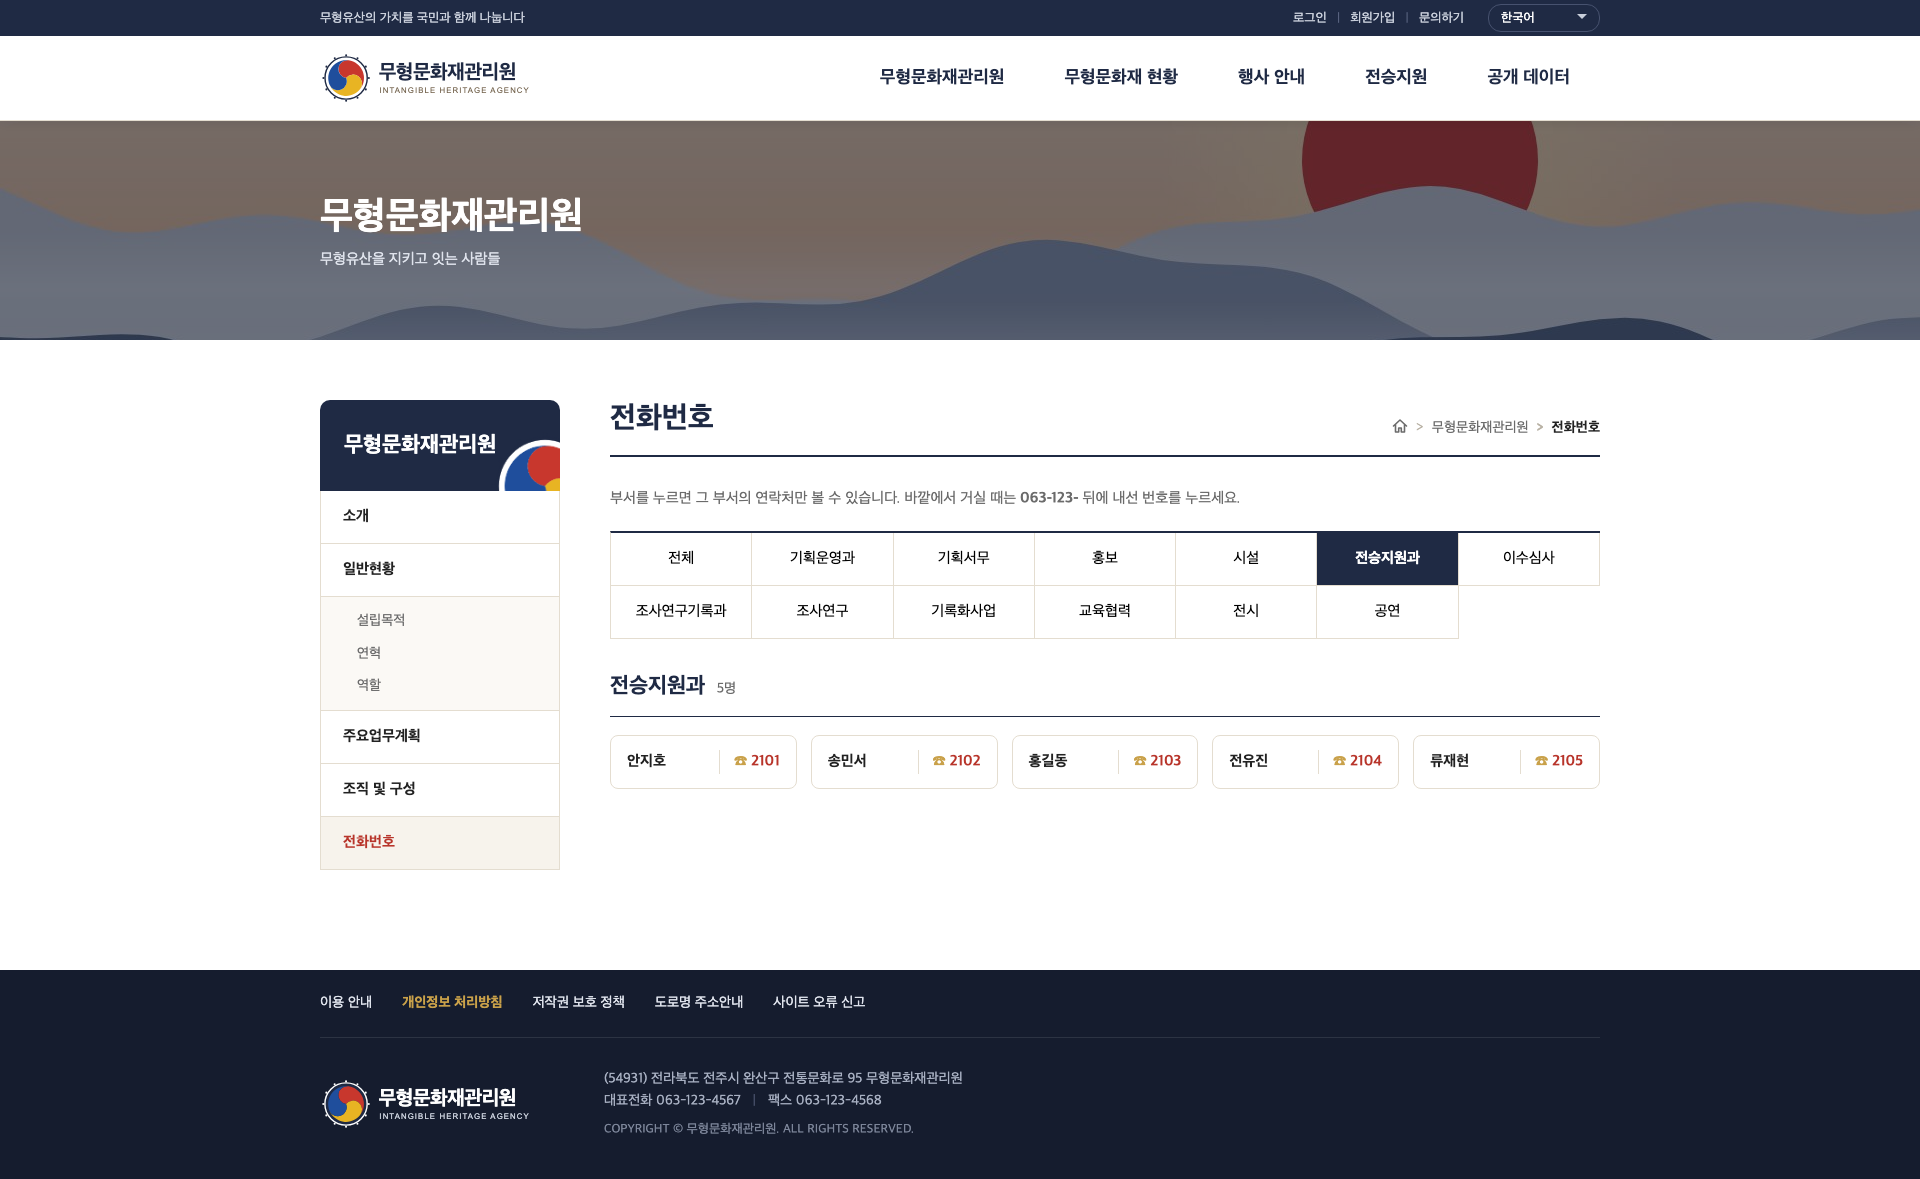 무형유산의 가치를 국민과 함께 나눕니다
로그인 | 회원가입 | 문의하기 한국어
무형문화재관리원
INTANGIBLE HERITAGE AGENCY
무형문화재관리원 무형문화재 현황 행사 안내 전승지원 공개 데이터
무형문화재관리원
무형유산을 지키고 잇는 사람들
무형문화재관리원
소개
일반현황
설립목적
연혁
역할
주요업무계획
조직 및 구성
전화번호
전화번호
> 무형문화재관리원 > 전화번호
부서를 누르면 그 부서의 연락처만 볼 수 있습니다. 바깥에서 거실 때는 063-123- 뒤에 내선 번호를 누르세요.
전체 기획운영과 기획서무 홍보 시설 전승지원과 이수심사
조사연구기록과 조사연구 기록화사업 교육협력 전시 공연
전승지원과 5명
안지호 ☎ 2101 송민서 ☎ 2102 홍길동 ☎ 2103 전유진 ☎ 2104 류재현 ☎ 2105
이용 안내 개인정보 처리방침 저작권 보호 정책 도로명 주소안내 사이트 오류 신고
무형문화재관리원
INTANGIBLE HERITAGE AGENCY
(54931) 전라북도 전주시 완산구 전통문화로 95 무형문화재관리원
대표전화 063-123-4567 | 팩스 063-123-4568
COPYRIGHT © 무형문화재관리원. ALL RIGHTS RESERVED.